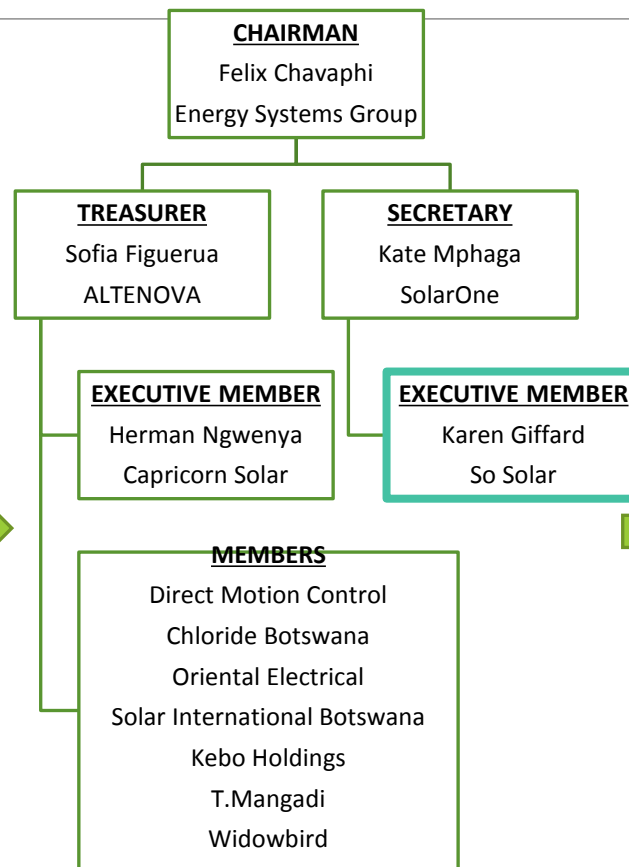 CHAIRMAN
Felix Chavaphi
Energy Systems Group
TREASURER
Sofia Figuerua
ALTENOVA
SECRETARY
Kate Mphaga
SolarOne
EXECUTIVE MEMBER
Herman Ngwenya
Capricorn Solar
EXECUTIVE MEMBER
Karen Giffard
So Solar
MEMBERS
Direct Motion Control
Chloride Botswana
Oriental Electrical
Solar International Botswana
Kebo Holdings
T.Mangadi
Widowbird